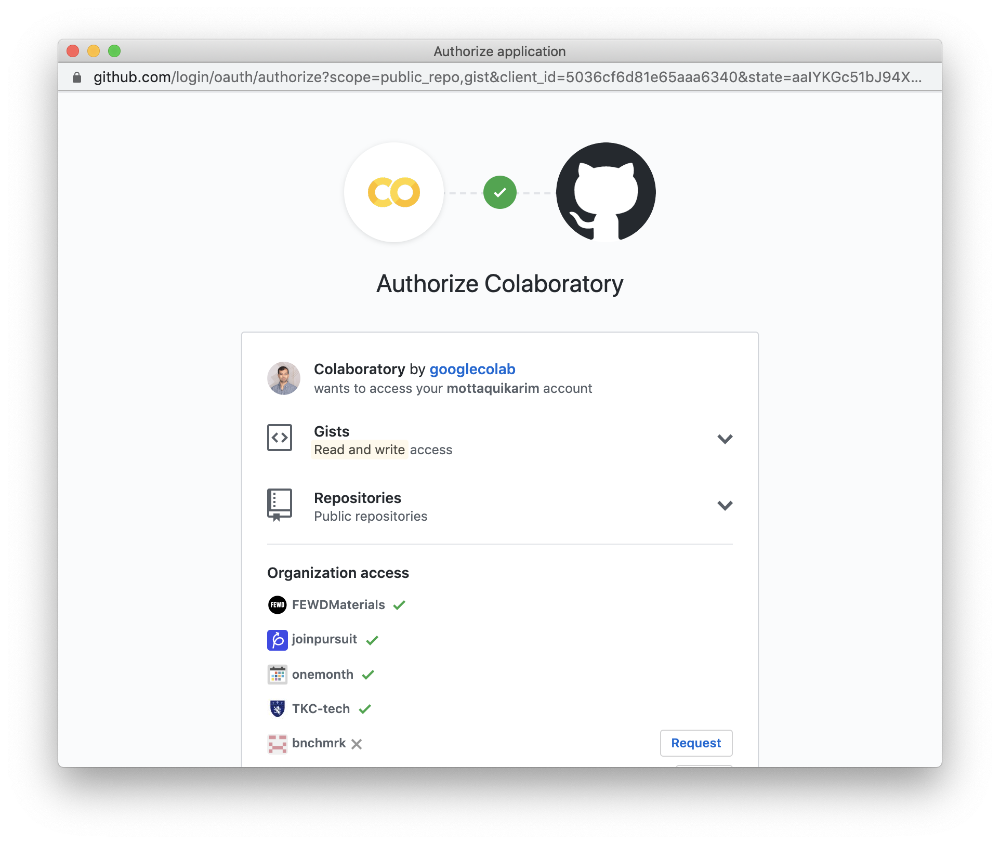 Authorize application
github.com/login/oauth/authorize?scope=public_repo,gist&client_id=5036cf6d81e65aaa6340&state=aaIYKGc51bJ94X...
Authorize Colaboratory
Colaboratory by googlecolab
wants to access your mottaquikarim account
Gists
Read and write access
Repositories
Public repositories
Organization access
FEWD FEWDMaterials
joinpursuit
onemonth
TKC-tech
bnchmrk
Request